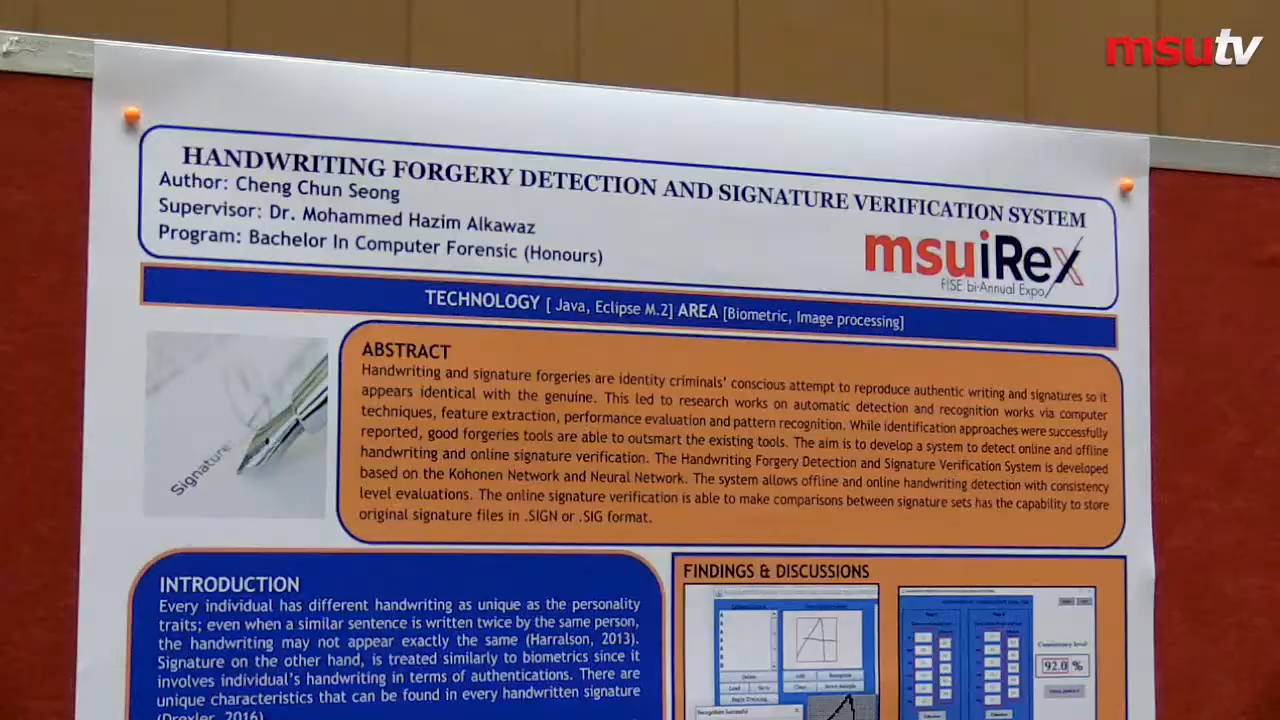 msutv
HANDWRITING FORGERY DETECTION AND SIGNATURE VERIFICATION SYSTEM
Author: Cheng Chun Seong
Supervisor: Dr. Mohammed Hazim Alkawaz
Program: Bachelor In Computer Forensic (Honours)
msuiRex
FISE bi-Annual Expo
TECHNOLOGY [ Java, Eclipse M.2] AREA [Biometric, Image processing]
Signature
ABSTRACT
Handwriting and signature forgeries are identity criminals' conscious attempt to reproduce authentic writing and signatures so it
appears identical with the genuine. This led to research works on automatic detection and recognition works via computer
techniques, feature extraction, performance evaluation and pattern recognition. While identification approaches were successfully
reported, good forgeries tools are able to outsmart the existing tools. The aim is to develop a system to detect online and offline
handwriting and online signature verification. The Handwriting Forgery Detection and Signature Verification System is developed
based on the Kohonen Network and Neural Network. The system allows offline and online handwriting detection with consistency
level evaluations. The online signature verification is able to make comparisons between signature sets has the capability to store
original signature files in .SIGN or .SIG format.
INTRODUCTION
Every individual has different handwriting as unique as the personality
traits; even when a similar sentence is written twice by the same person,
the handwriting may not appear exactly the same (Harralson, 2013).
Signature on the other hand, is treated similarly to biometrics since it
involves individual's handwriting in terms of authentications. There are
unique characteristics that can be found in every handwritten signature
(Drexler, 2016)
FINDINGS & DISCUSSIONS
Consistency level
92.0 %